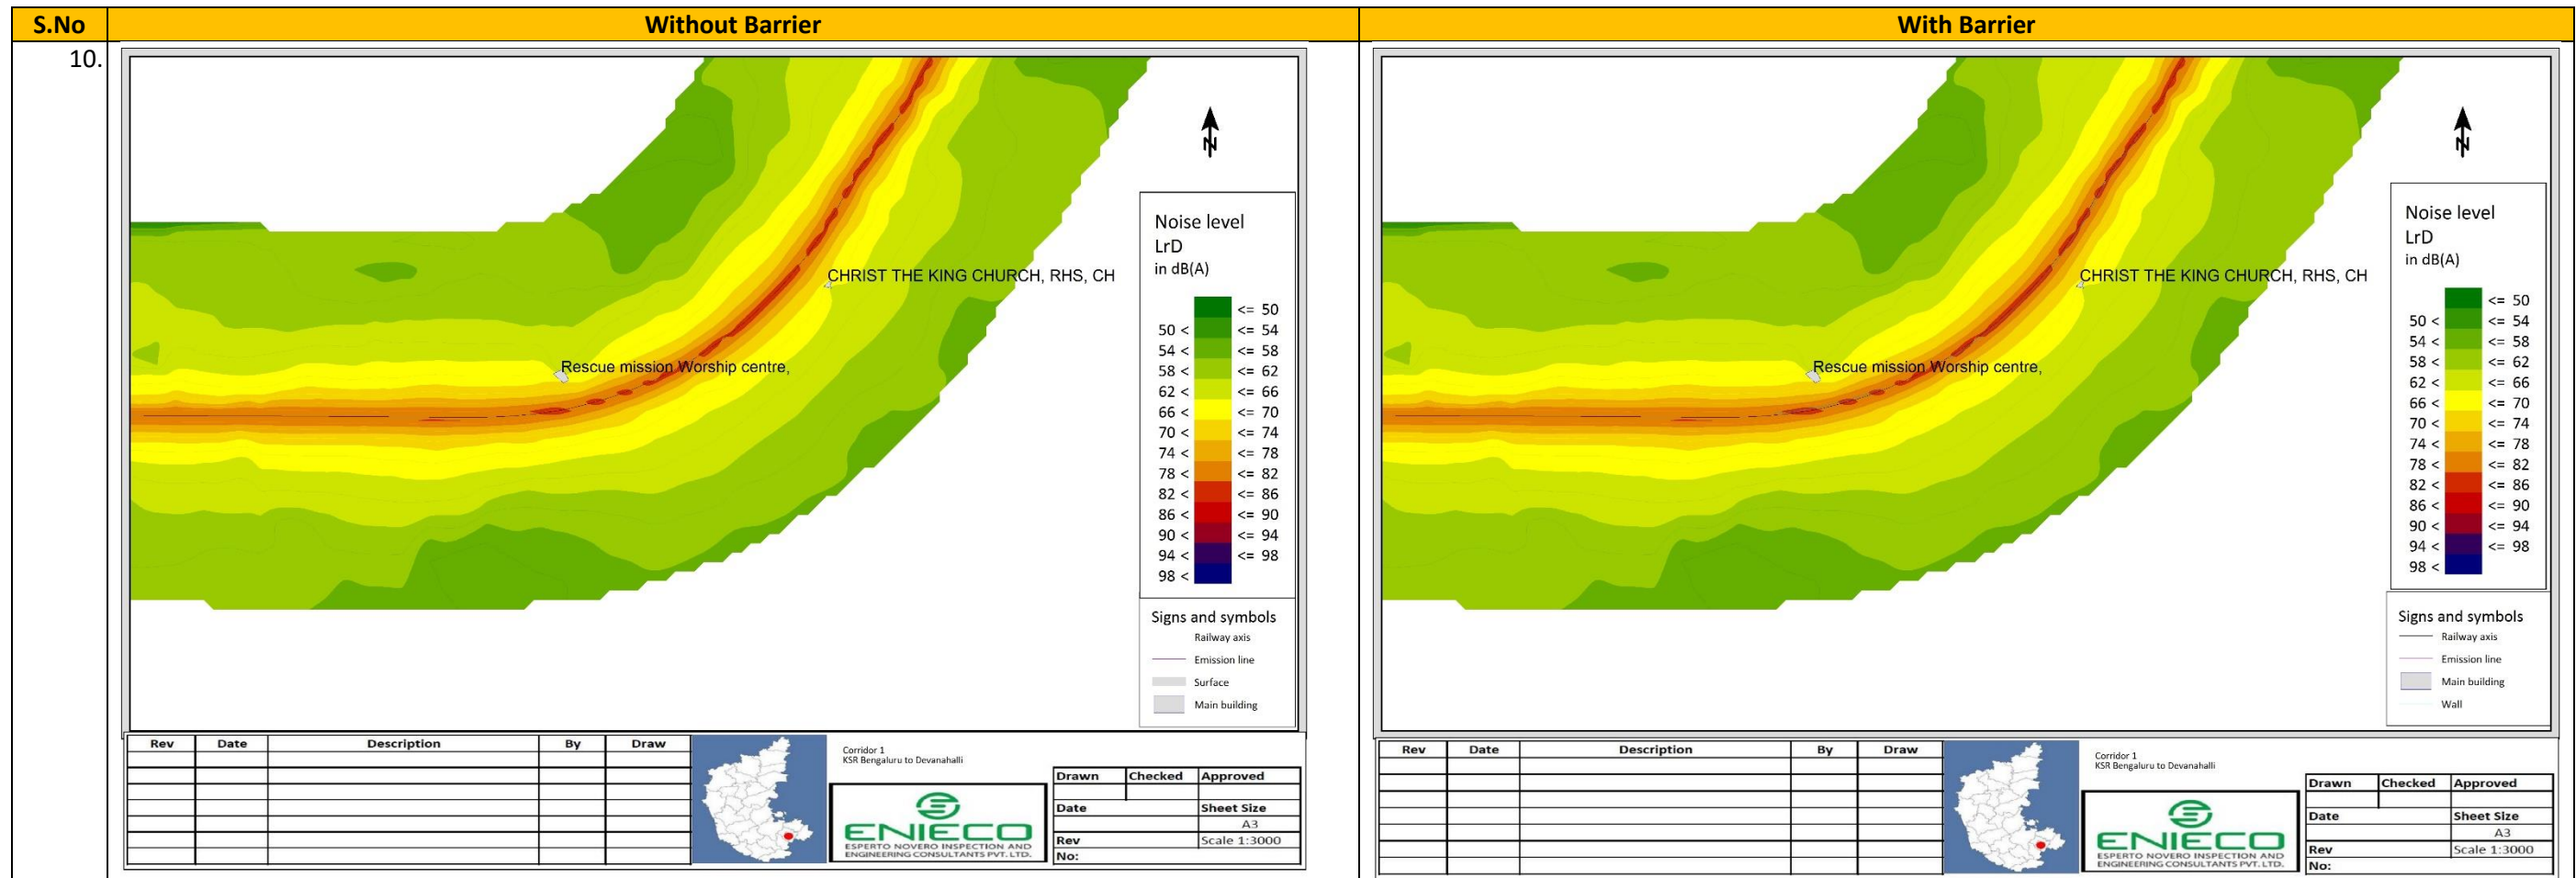 S.No Without Barrier With Barrier
10.
CHRIST THE KING CHURCH, RHS, CH
Rescue mission Worship centre,
N
Noise level
LrD
in dB(A)
<= 50
50 < <= 54
54 < <= 58
58 < <= 62
62 < <= 66
66 < <= 70
70 < <= 74
74 < <= 78
78 < <= 82
82 < <= 86
86 < <= 90
90 < <= 94
94 < <= 98
98 <
Signs and symbols
Railway axis
Emission line
Surface
Main building
Rev Date Description By Draw
Corridor 1
KSR Bengaluru to Devanahalli
ENIECO
ESPERTO NOVERO INSPECTION AND
ENGINEERING CONSULTANTS PVT. LTD.
Drawn Checked Approved
Date Sheet Size
A3
Rev Scale 1:3000
No:
CHRIST THE KING CHURCH, RHS, CH
Rescue mission Worship centre,
N
Noise level
LrD
in dB(A)
<= 50
50 < <= 54
54 < <= 58
58 < <= 62
62 < <= 66
66 < <= 70
70 < <= 74
74 < <= 78
78 < <= 82
82 < <= 86
86 < <= 90
90 < <= 94
94 < <= 98
98 <
Signs and symbols
Railway axis
Emission line
Main building
Wall
Rev Date Description By Draw
Corridor 1
KSR Bengaluru to Devanahalli
ENIECO
ESPERTO NOVERO INSPECTION AND
ENGINEERING CONSULTANTS PVT. LTD.
Drawn Checked Approved
Date Sheet Size
A3
Rev Scale 1:3000
No: